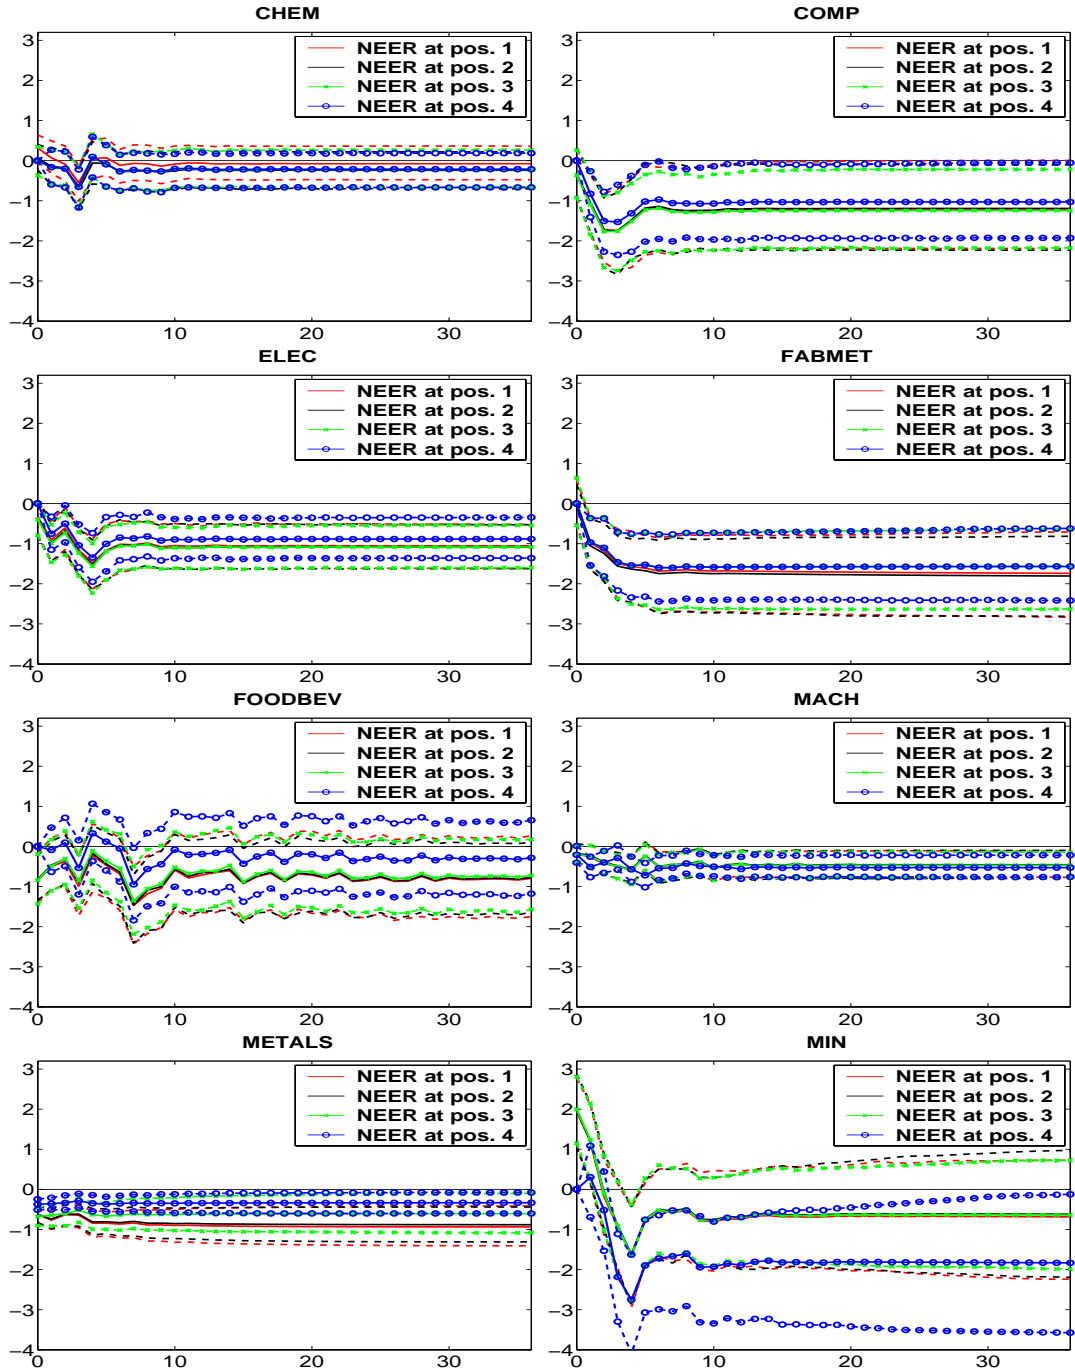 CHEM
3
2
1
0
−1
−2
−3
−4
0
10
20
30
NEER at pos. 1
NEER at pos. 2
NEER at pos. 3
NEER at pos. 4
COMP
3
2
1
0
−1
−2
−3
−4
0
10
20
30
NEER at pos. 1
NEER at pos. 2
NEER at pos. 3
NEER at pos. 4
ELEC
3
2
1
0
−1
−2
−3
−4
0
10
20
30
NEER at pos. 1
NEER at pos. 2
NEER at pos. 3
NEER at pos. 4
FABMET
3
2
1
0
−1
−2
−3
−4
0
10
20
30
NEER at pos. 1
NEER at pos. 2
NEER at pos. 3
NEER at pos. 4
FOODBEV
3
2
1
0
−1
−2
−3
−4
0
10
20
30
NEER at pos. 1
NEER at pos. 2
NEER at pos. 3
NEER at pos. 4
MACH
3
2
1
0
−1
−2
−3
−4
0
10
20
30
NEER at pos. 1
NEER at pos. 2
NEER at pos. 3
NEER at pos. 4
METALS
3
2
1
0
−1
−2
−3
−4
0
10
20
30
NEER at pos. 1
NEER at pos. 2
NEER at pos. 3
NEER at pos. 4
MIN
3
2
1
0
−1
−2
−3
−4
0
10
20
30
NEER at pos. 1
NEER at pos. 2
NEER at pos. 3
NEER at pos. 4